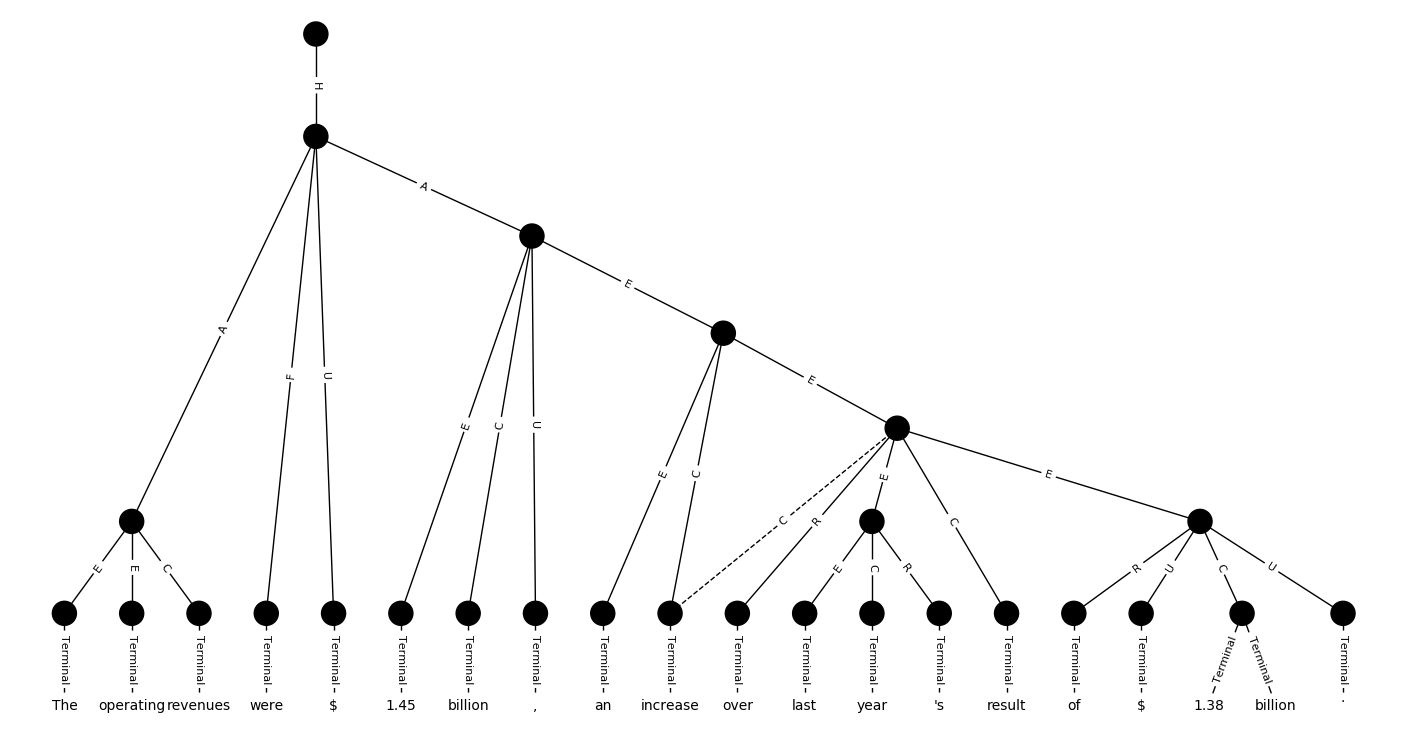 H
A
A
E
A
F
U
E
E
C
U
E
E
C
E
C
R
C
E
E
C
E
C
R
R
U
C
U
Terminal Terminal Terminal Terminal Terminal Terminal Terminal Terminal Terminal Terminal Terminal Terminal Terminal Terminal Terminal Terminal Terminal Terminal Terminal Terminal
The operating revenues were $ 1.45 billion , an increase over last year 's result of $ 1.38 billion .